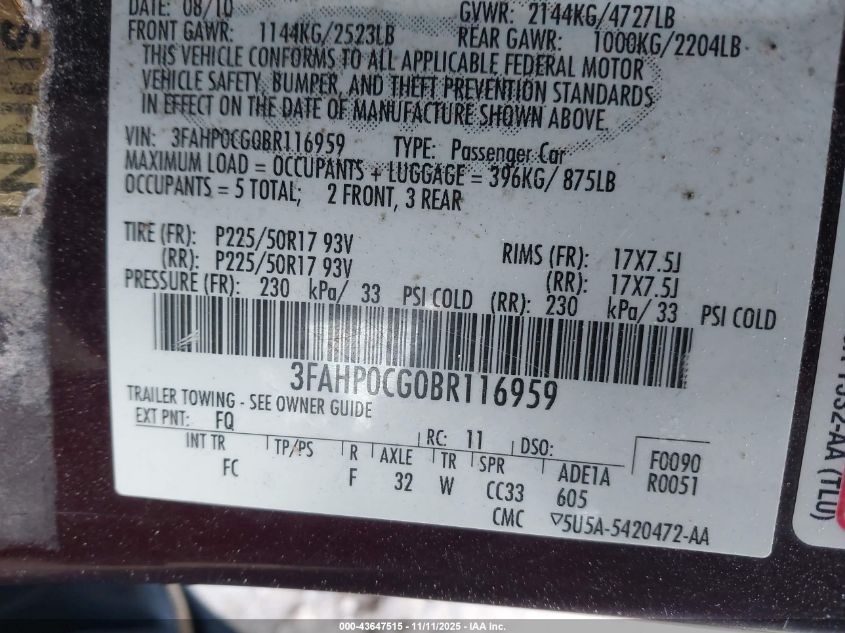 DATE: 08/10
GVWR: 2144KG/4727LB
FRONT GAWR: 1144KG/2523LB
REAR GAWR: 1000KG/2204LB
THIS VEHICLE CONFORMS TO ALL APPLICABLE FEDERAL MOTOR
VEHICLE SAFETY, BUMPER, AND THEFT PREVENTION STANDARDS
IN EFFECT ON THE DATE OF MANUFACTURE SHOWN ABOVE.
VIN: 3FAHP0CG0BR116959 TYPE: Passenger Car
MAXIMUM LOAD = OCCUPANTS + LUGGAGE = 396KG/ 875LB
OCCUPANTS = 5 TOTAL; 2 FRONT, 3 REAR
TIRE (FR): P225/50R17 93V RIMS (FR): 17X7.5J
(RR): P225/50R17 93V (RR): 17X7.5J
PRESSURE (FR): 230 kPa/ 33 PSI COLD (RR): 230 kPa/ 33 PSI COLD
3FAHP0CG0BR116959
TRAILER TOWING - SEE OWNER GUIDE
EXT PNT: FQ RC: 11 DSO: F0090
INT TR TP/PS R AXLE TR SPR ADE1A R0051
FC F 32 W CC33 605
CMC ▽5U5A-5420472-AA
000-43647515 - 11/11/2025 - IAA Inc.